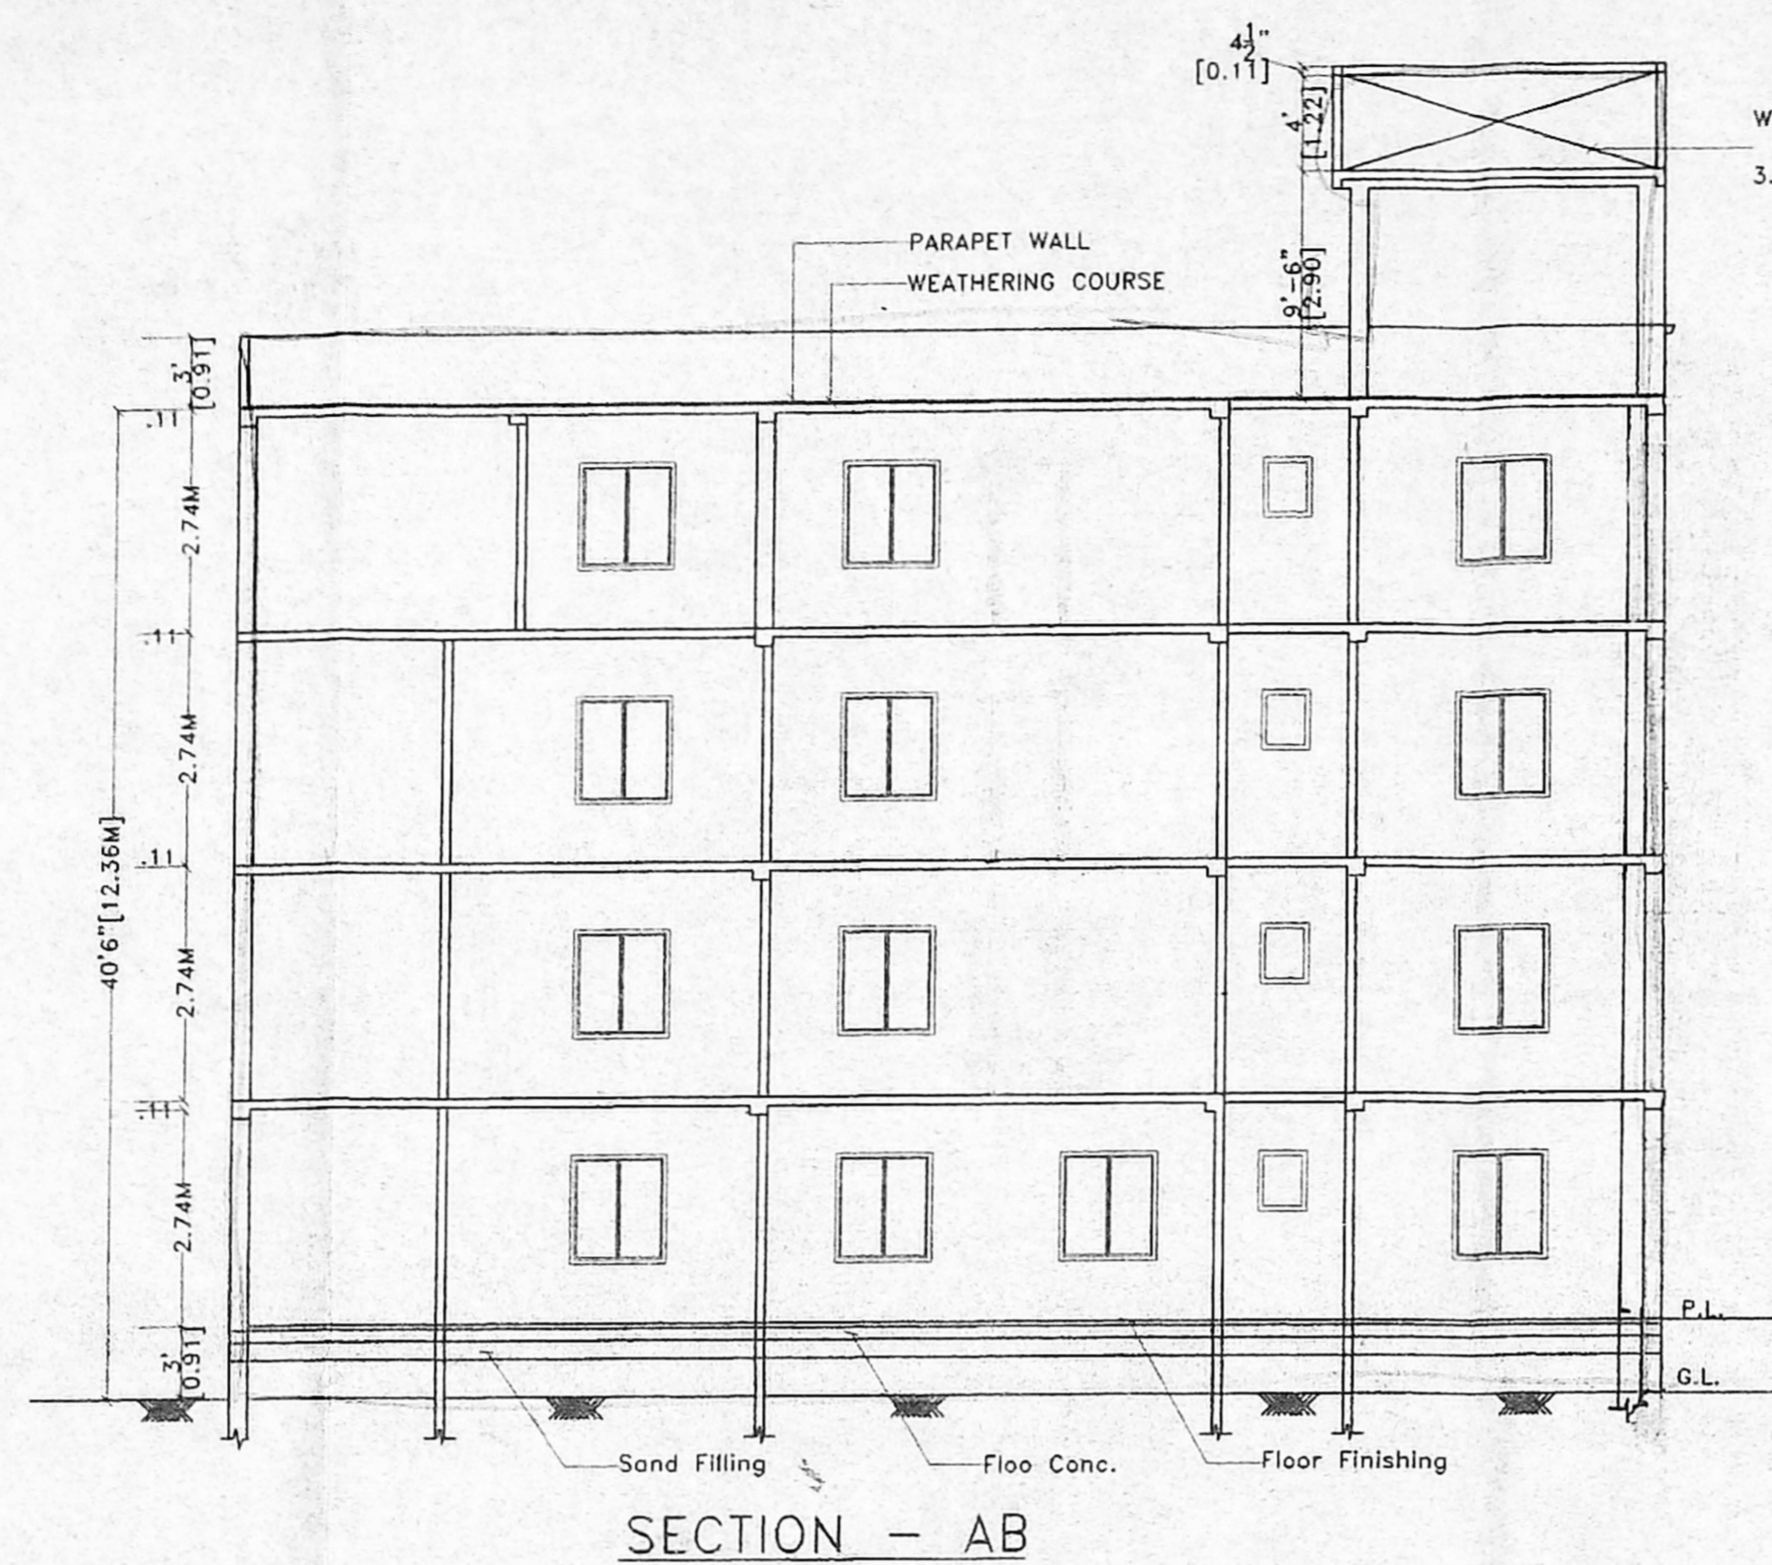 4½"
[0.11]
4'
[1.22]
W
3.
PARAPET WALL
WEATHERING COURSE
9'-6"
[2.90]
3'
[0.91]
.11
2.74M
.11
2.74M
.11
40'6"[12.36M]
2.74M
.11
2.74M
P.L.
3'
[0.91]
G.L.
Sand Filling
Floo Conc.
Floor Finishing
SECTION - AB